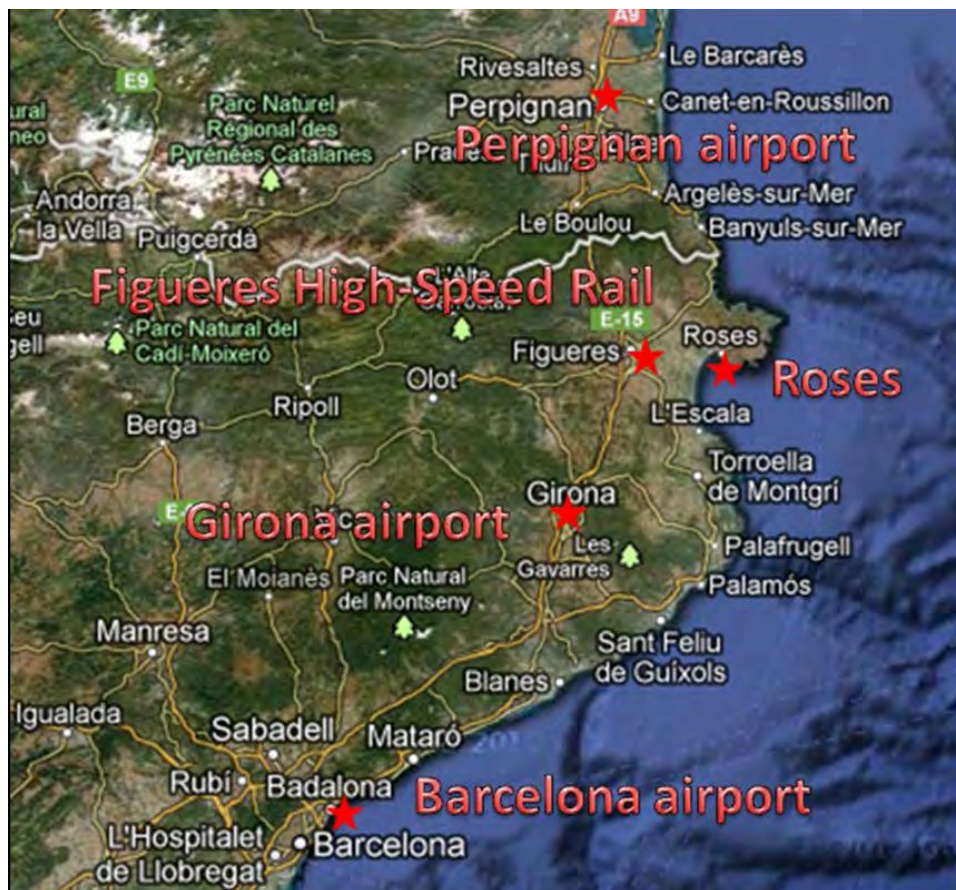 A9
Le Barcarès
Rivesaltes
E9
Perpignan
Canet-en-Roussillon
Parc Naturel
Régional des
Pyrénées Catalanes
Perpignan airport
Andorra
la Vella
Argelès-sur-Mer
Le Boulou
Banyuls-sur-Mer
Puigcerdà
Figueres High-Speed Rail
E-15
Parc Natural del
Cadí-Moixeró
Roses
Figueres
Roses
Olot
Ripoll
L'Escala
Berga
Torroella
de Montgrí
Girona
Girona airport
Les
Gavarres
Palafrugell
El Moianès
Parc Natural
del Montseny
Palamós
Manresa
Sant Feliu
de Guíxols
Blanes
Igualada
Sabadell
Mataró
Rubí
Badalona
Barcelona airport
L'Hospitalet
de Llobregat
Barcelona